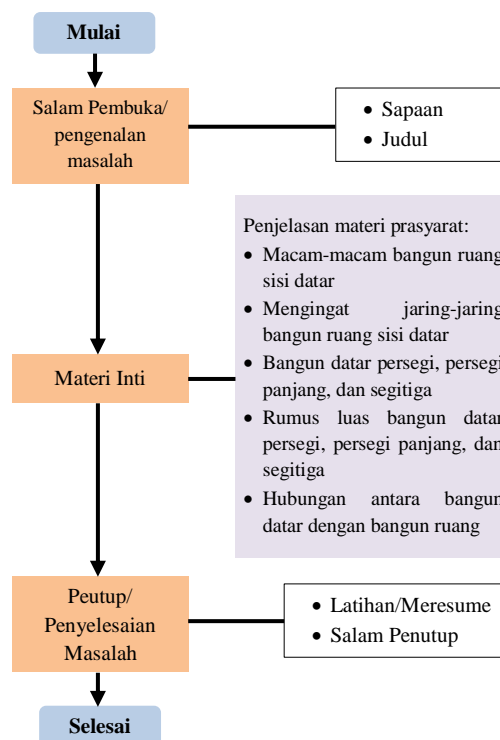 Mulai
Salam Pembuka/
pengenalan
masalah
• Sapaan
• Judul
Penjelasan materi prasyarat:
• Macam-macam bangun ruang
sisi datar
• Mengingat jaring-jaring
bangun ruang sisi datar
• Bangun datar persegi, persegi
panjang, dan segitiga
• Rumus luas bangun datar
persegi, persegi panjang, dan
segitiga
• Hubungan antara bangun
datar dengan bangun ruang
Materi Inti
Peutup/
Penyelesaian
Masalah
• Latihan/Meresume
• Salam Penutup
Selesai